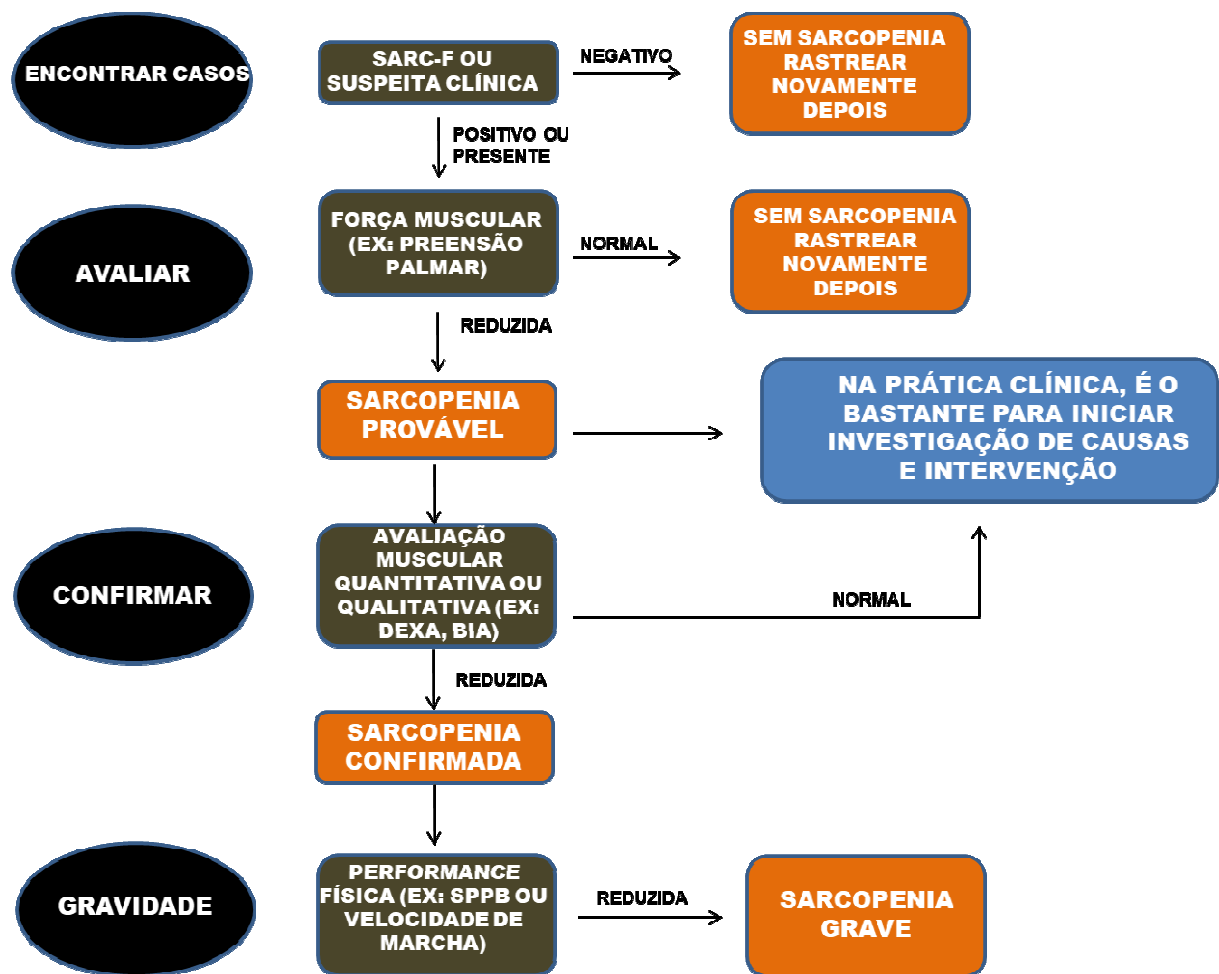 ENCONTRAR CASOS
SARC-F OU
SUSPEITA CLÍNICA
NEGATIVO
SEM SARCOPENIA
RASTREAR
NOVAMENTE
DEPOIS
POSITIVO OU
PRESENTE
AVALIAR
FORÇA MUSCULAR
(EX: PREENSÃO
PALMAR)
NORMAL
SEM SARCOPENIA
RASTREAR
NOVAMENTE
DEPOIS
REDUZIDA
SARCOPENIA
PROVÁVEL
NA PRÁTICA CLÍNICA, É O
BASTANTE PARA INICIAR
INVESTIGAÇÃO DE CAUSAS
E INTERVENÇÃO
CONFIRMAR
AVALIAÇÃO
MUSCULAR
QUANTITATIVA OU
QUALITATIVA (EX:
DEXA, BIA)
NORMAL
REDUZIDA
SARCOPENIA
CONFIRMADA
GRAVIDADE
PERFORMANCE
FÍSICA (EX: SPPB OU
VELOCIDADE DE
MARCHA)
REDUZIDA
SARCOPENIA
GRAVE